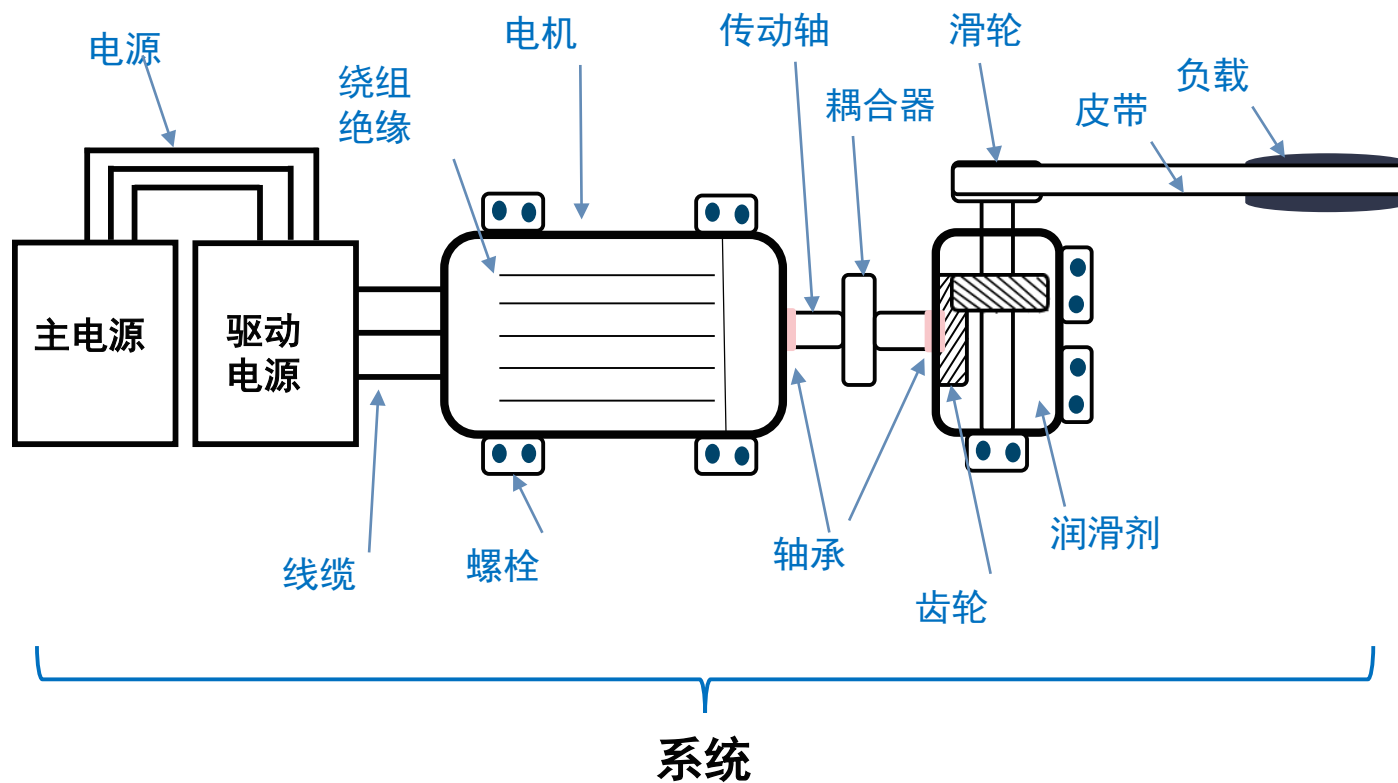 电源
电机
传动轴
滑轮
绕组
绝缘
耦合器
皮带
负载
主电源
驱动
电源
线缆
螺栓
轴承
齿轮
润滑剂
系统